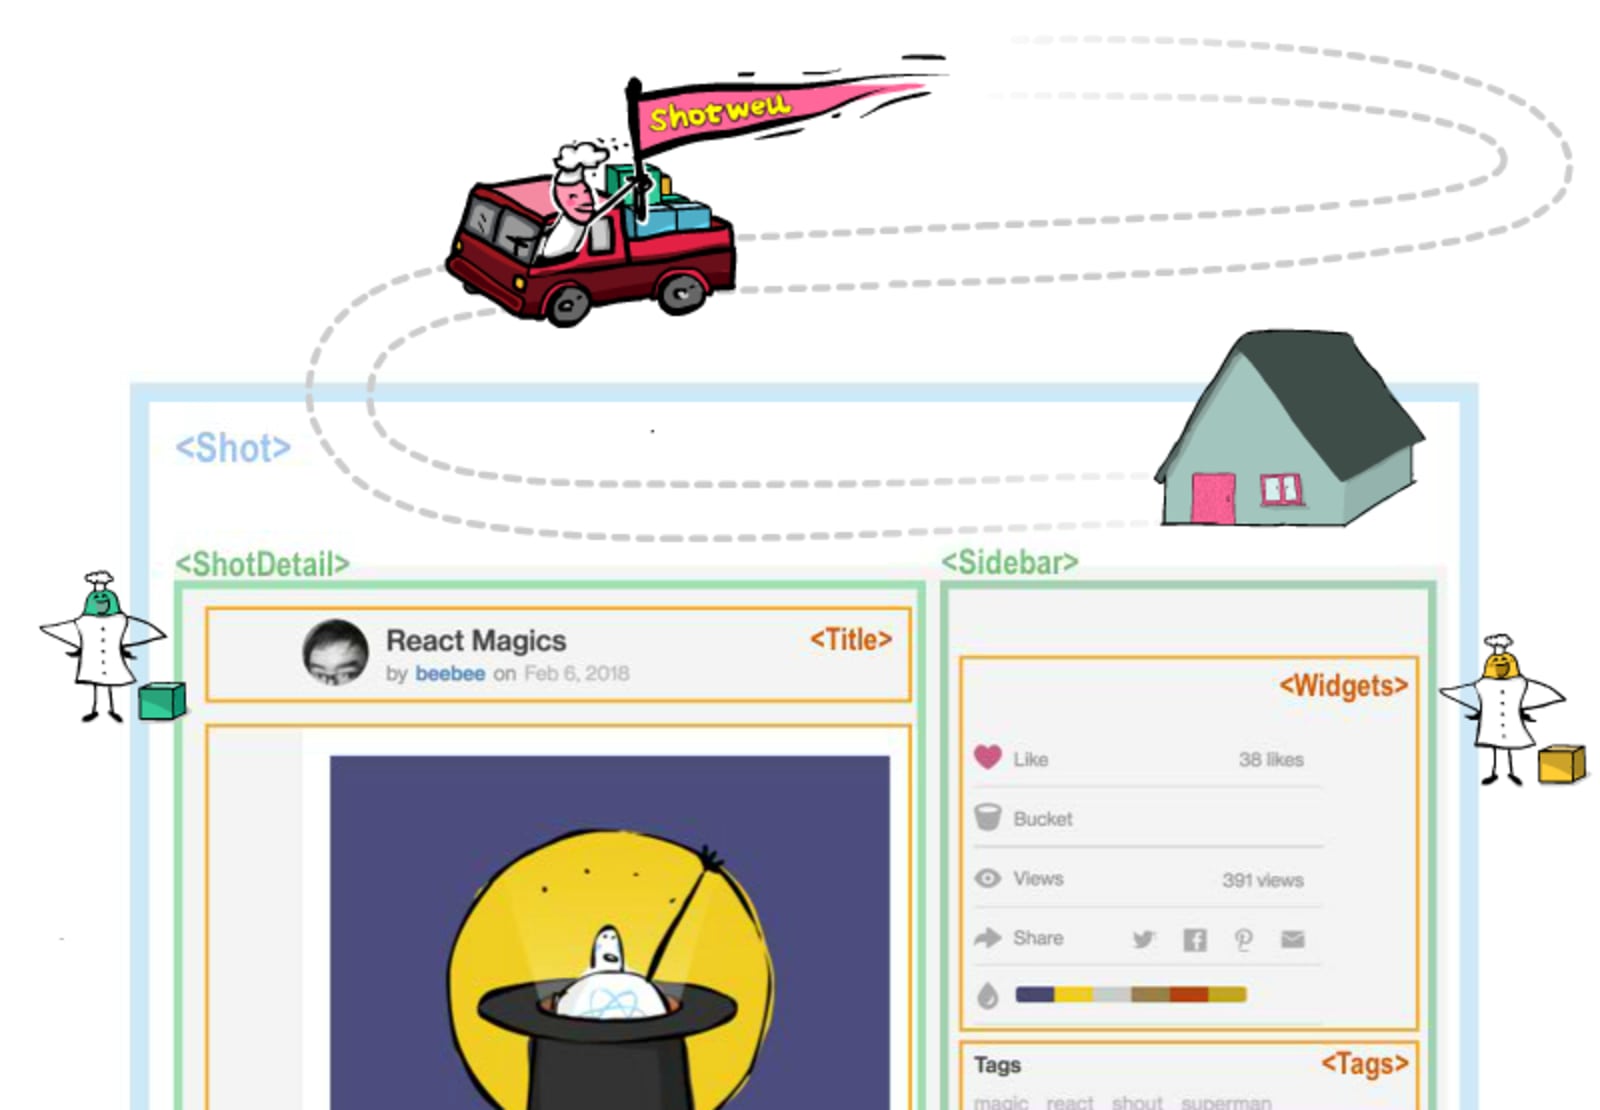 Shotwell
<Shot>
<ShotDetail>
<Sidebar>
React Magics
by beebee on Feb 6, 2018
<Title>
<Widgets>
Like 38 likes
Bucket
Views 391 views
Share
Tags
<Tags>
magic react shout superman